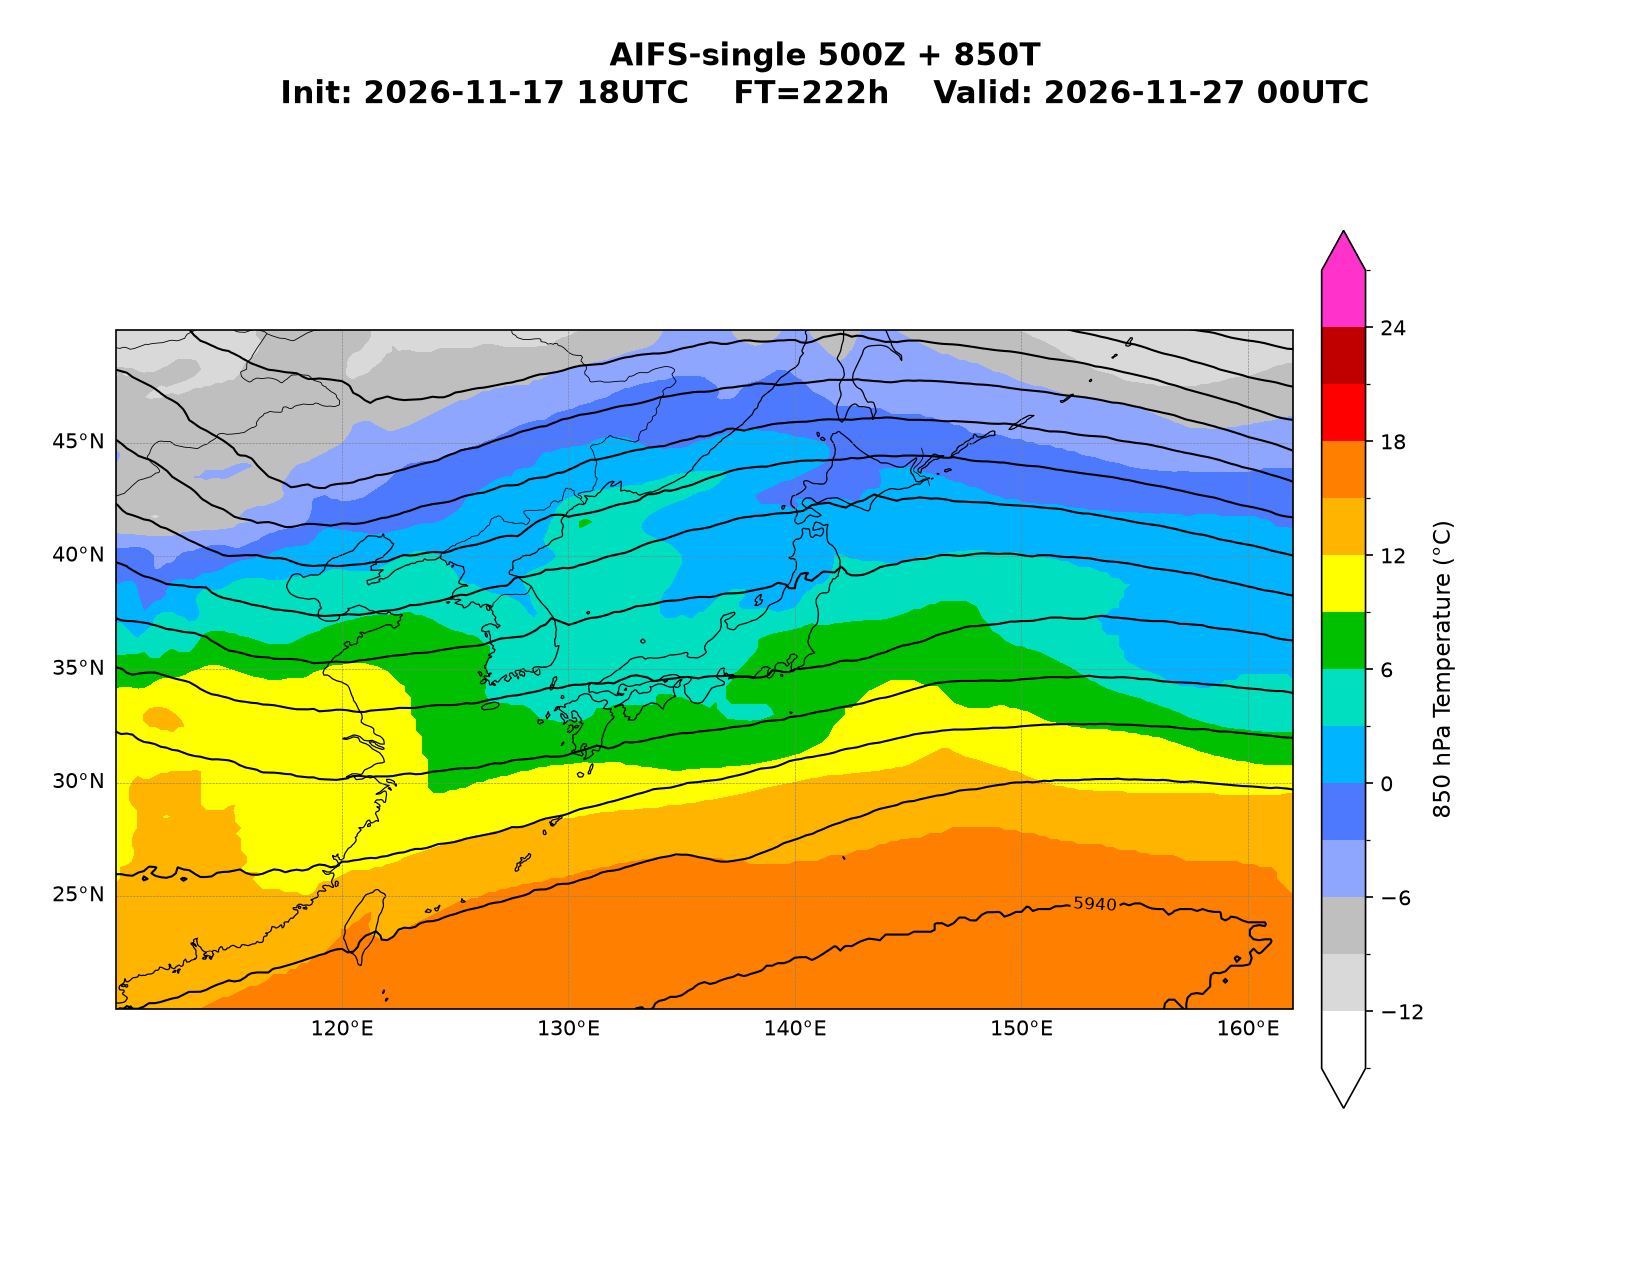 AIFS-single 500Z + 850T
Init: 2026-11-17 18UTC    FT=222h    Valid: 2026-11-27 00UTC
24
18
12
6
0
−6
−12
850 hPa Temperature (°C)
45°N
40°N
35°N
30°N
25°N
5940
120°E
130°E
140°E
150°E
160°E